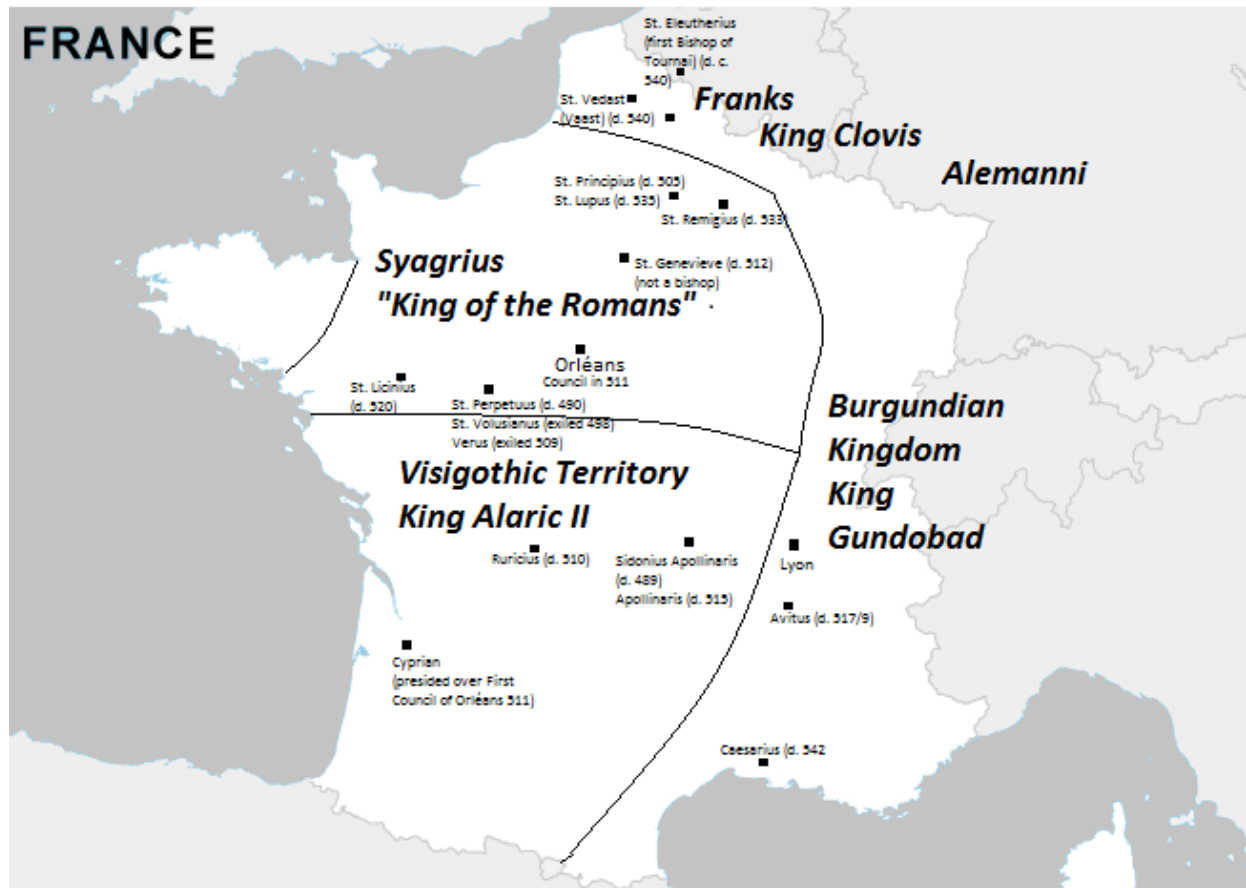 FRANCE
St. Eleutherius
(first Bishop of
Tournai) (d. c.
540)
St. Vedast
(Vaast) (d. 540)
Franks
King Clovis
Alemanni
St. Principius (d. 505)
St. Lupus (d. 535)
St. Remigius (d. 533)
Syagrius
"King of the Romans"
St. Genevieve (d. 512)
(not a bishop)
Orléans
Council in 511
St. Licinius
(d. 520)
St. Perpetuus (d. 490)
St. Volusianus (exiled 498)
Verus (exiled 509)
Burgundian
Kingdom
King
Gundobad
Visigothic Territory
King Alaric II
Ruricius (d. 510)
Sidonius Apollinaris
(d. 489)
Apollinaris (d. 515)
Lyon
Avitus (d. 517/9)
Cyprian
(presided over First
Council of Orléans 511)
Caesarius (d. 542